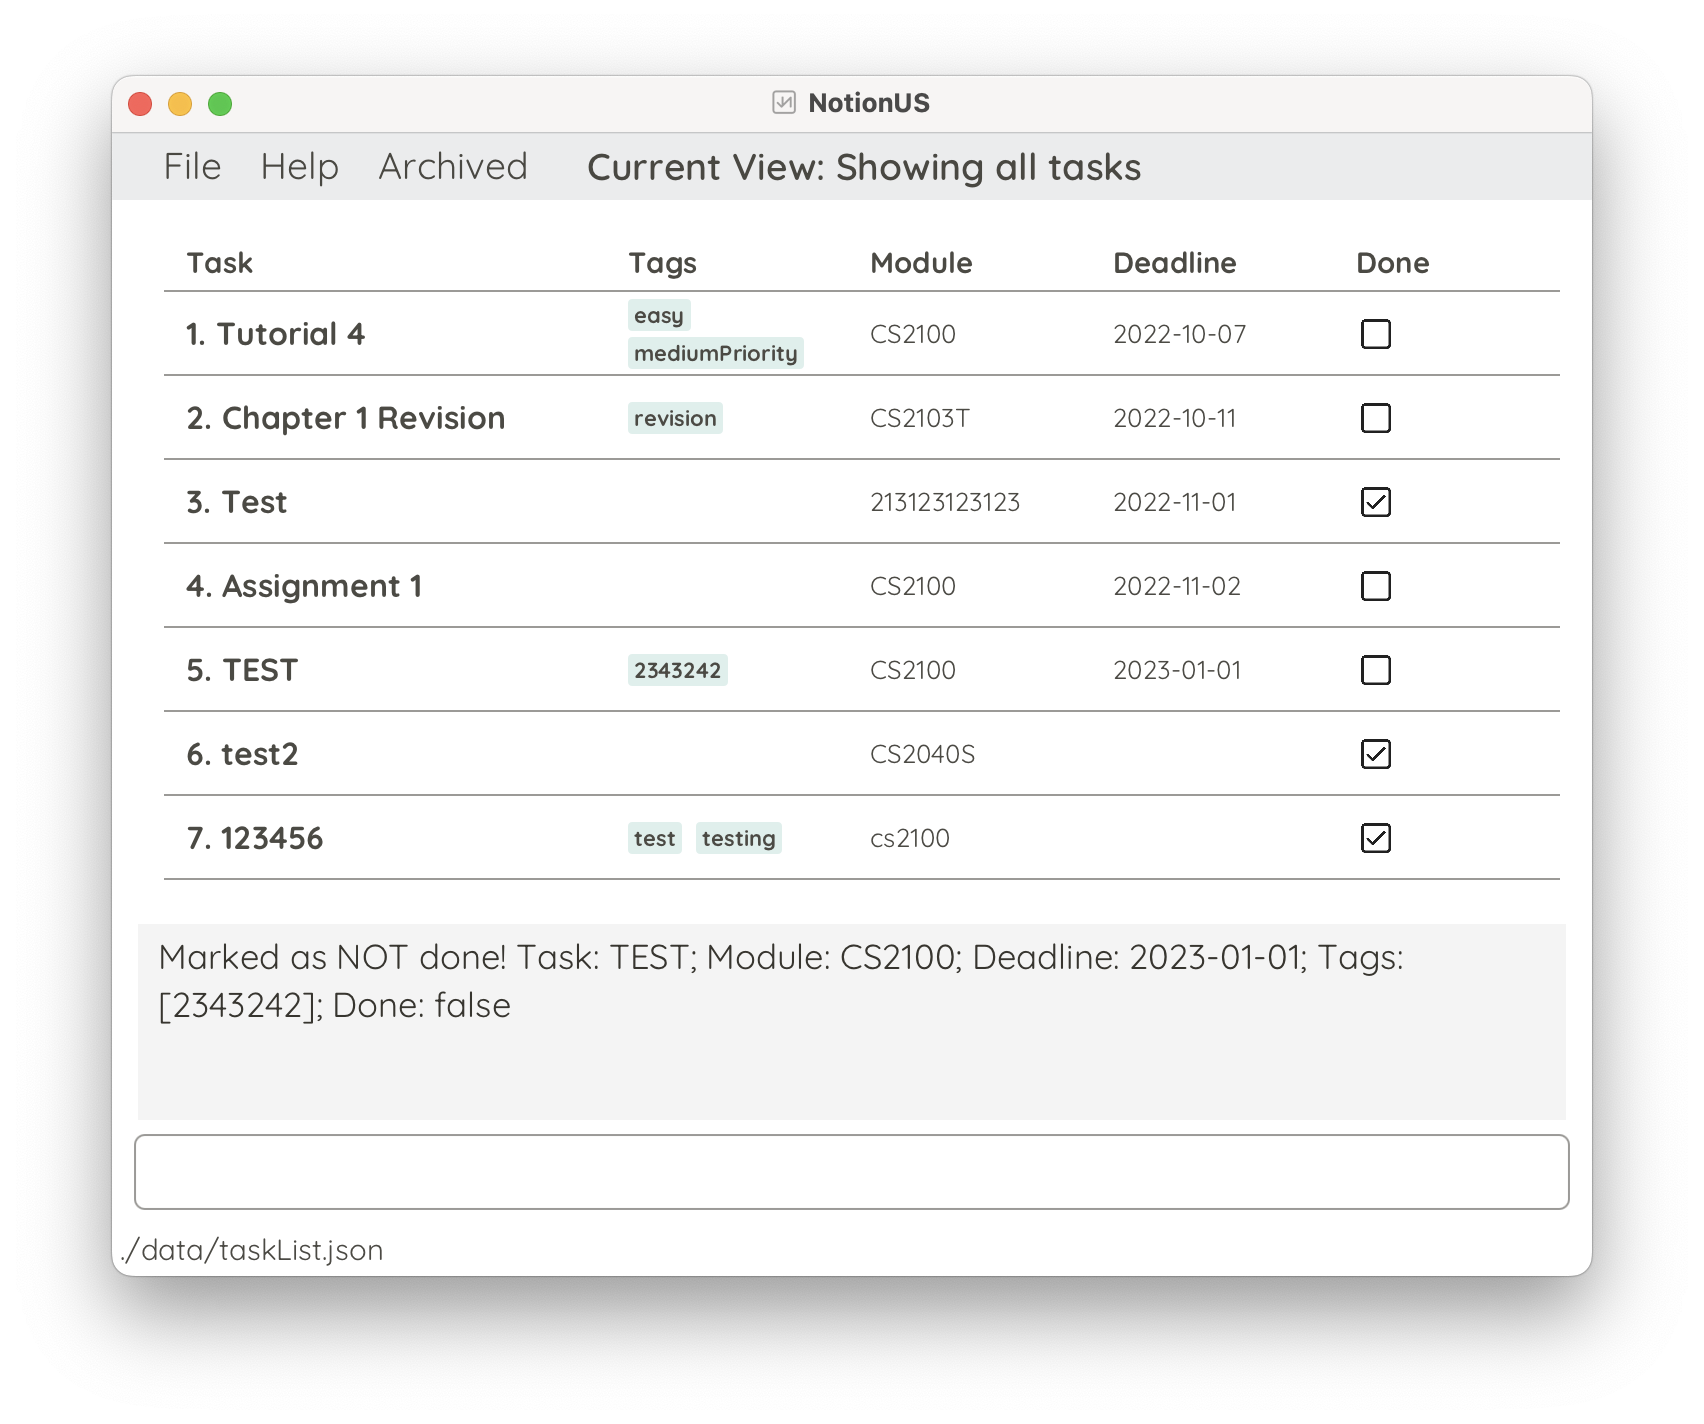 NotionUS
File Help Archived Current View: Showing all tasks
Task Tags Module Deadline Done
1. Tutorial 4 easy mediumPriority CS2100 2022-10-07
2. Chapter 1 Revision revision CS2103T 2022-10-11
3. Test 213123123123 2022-11-01
4. Assignment 1 CS2100 2022-11-02
5. TEST 2343242 CS2100 2023-01-01
6. test2 CS2040S
7. 123456 test testing cs2100
Marked as NOT done! Task: TEST; Module: CS2100; Deadline: 2023-01-01; Tags:
[2343242]; Done: false
./data/taskList.json